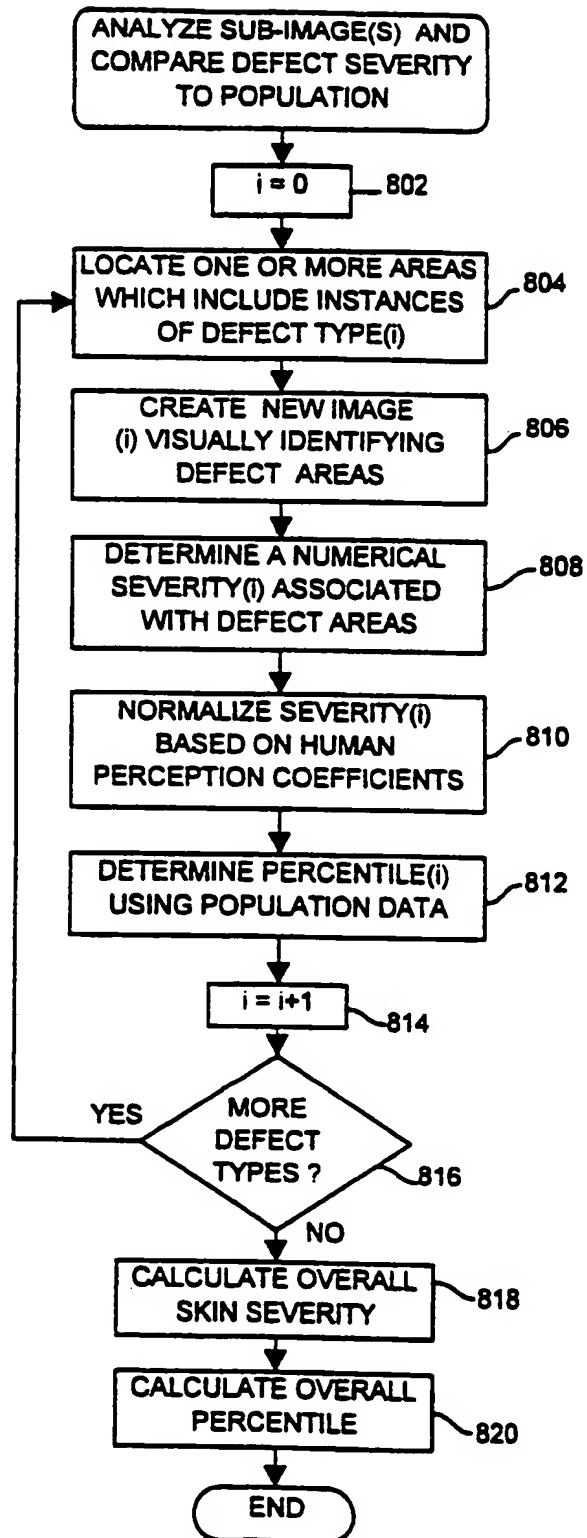 ANALYZE SUB-IMAGE(S) AND
COMPARE DEFECT SEVERITY
TO POPULATION
i = 0
802
LOCATE ONE OR MORE AREAS
WHICH INCLUDE INSTANCES
OF DEFECT TYPE(i)
804
CREATE NEW IMAGE
(i) VISUALLY IDENTIFYING
DEFECT AREAS
806
DETERMINE A NUMERICAL
SEVERITY(i) ASSOCIATED
WITH DEFECT AREAS
808
NORMALIZE SEVERITY(i)
BASED ON HUMAN
PERCEPTION COEFFICIENTS
810
DETERMINE PERCENTILE(i)
USING POPULATION DATA
812
i = i+1
814
YES
MORE
DEFECT
TYPES ?
816
NO
CALCULATE OVERALL
SKIN SEVERITY
818
CALCULATE OVERALL
PERCENTILE
820
END